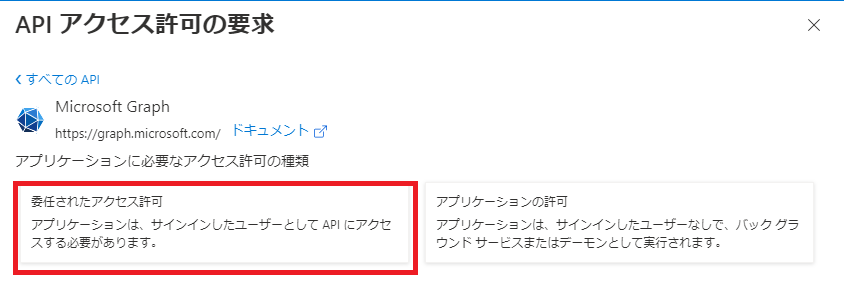 API アクセス許可の要求
すべての API
Microsoft Graph
https://graph.microsoft.com/ ドキュメント
アプリケーションに必要なアクセス許可の種類
委任されたアクセス許可
アプリケーションは、サインインしたユーザーとして API にアクセ
スする必要があります。
アプリケーションの許可
アプリケーションは、サインインしたユーザーなしで、バック グラ
ウンド サービスまたはデーモンとして実行されます。